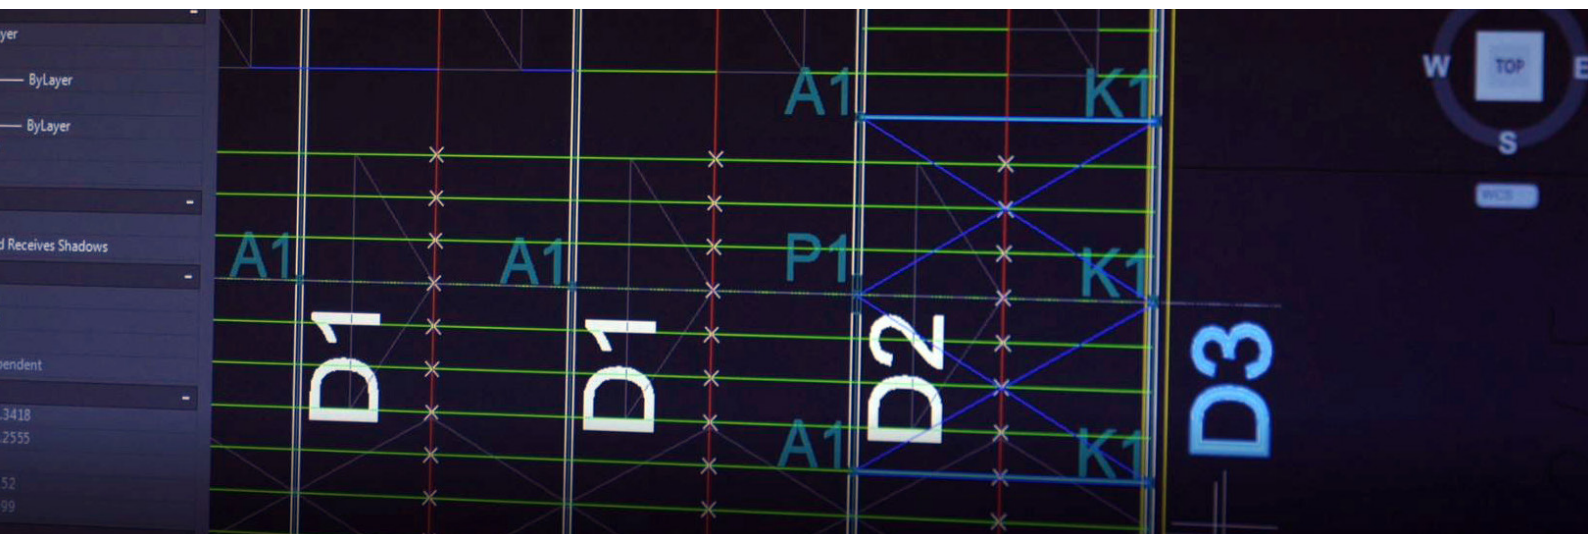 yer
ByLayer
ByLayer
d Receives Shadows
pendent
.3418
.2555
52
99
A1
K1
A1
A1
P1
K1
D1
D1
D2
D3
A1
K1
W
TOP
E
S
WCS